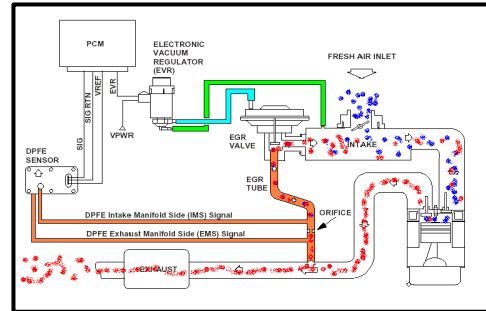 PCM
ELECTRONIC
VACUUM
REGULATOR
(EVR)
FRESH AIR INLET
SIG
SIG RTN
VREF
EVR
VPWR
DPFE
SENSOR
EGR
VALVE
INTAKE
EGR
TUBE
ORIFICE
DPFE Intake Manifold Side (IMS) Signal
DPFE Exhaust Manifold Side (EMS) Signal
EXHAUST